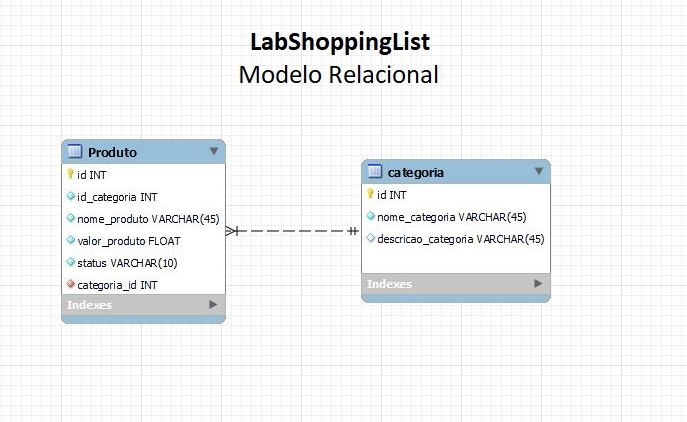 LabShoppingList
Modelo Relacional
Produto
id INT
id_categoria INT
nome_produto VARCHAR(45)
valor_produto FLOAT
status VARCHAR(10)
categoria_id INT
Indexes
categoria
id INT
nome_categoria VARCHAR(45)
descricao_categoria VARCHAR(45)
Indexes